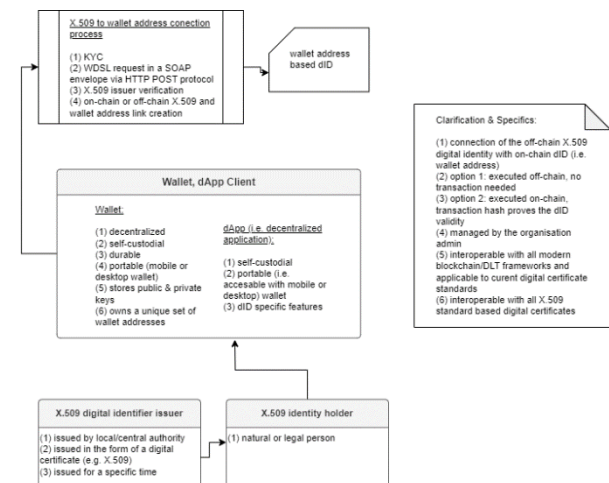 X.509 to wallet address conection
process
(1) KYC
(2) WDSL request in a SOAP
envelope via HTTP POST protocol
(3) X.509 issuer verification
(4) on-chain or off-chain X.509 and
wallet address link creation
wallet address
based dID
Clarification & Specifics:
(1) connection of the off-chain X.509
digital identity with on-chain dID (i.e.
wallet address)
(2) option 1: executed off-chain, no
transaction needed
(3) option 2: executed on-chain,
transaction hash proves the dID
validity
(4) managed by the organisation
admin
(5) interoperable with all modern
blockchain/DLT frameworks and
applicable to curent digital certificate
standards
(6) interoperable with all X.509
standard based digital certificates
Wallet, dApp Client
Wallet:
(1) decentralized
(2) self-custodial
(3) durable
(4) portable (mobile or
desktop wallet)
(5) stores public & private
keys
(6) owns a unique set of
wallet addresses
dApp (i.e. decentralized
application):
(1) self-custodial
(2) portable (i.e.
accesable with mobile or
desktop) wallet
(3) dID specific features
X.509 digital identifier issuer
(1) issued by local/central authority
(2) issued in the form of a digital
certificate (e.g. X.509)
(3) issued for a specific time
X.509 identity holder
(1) natural or legal person